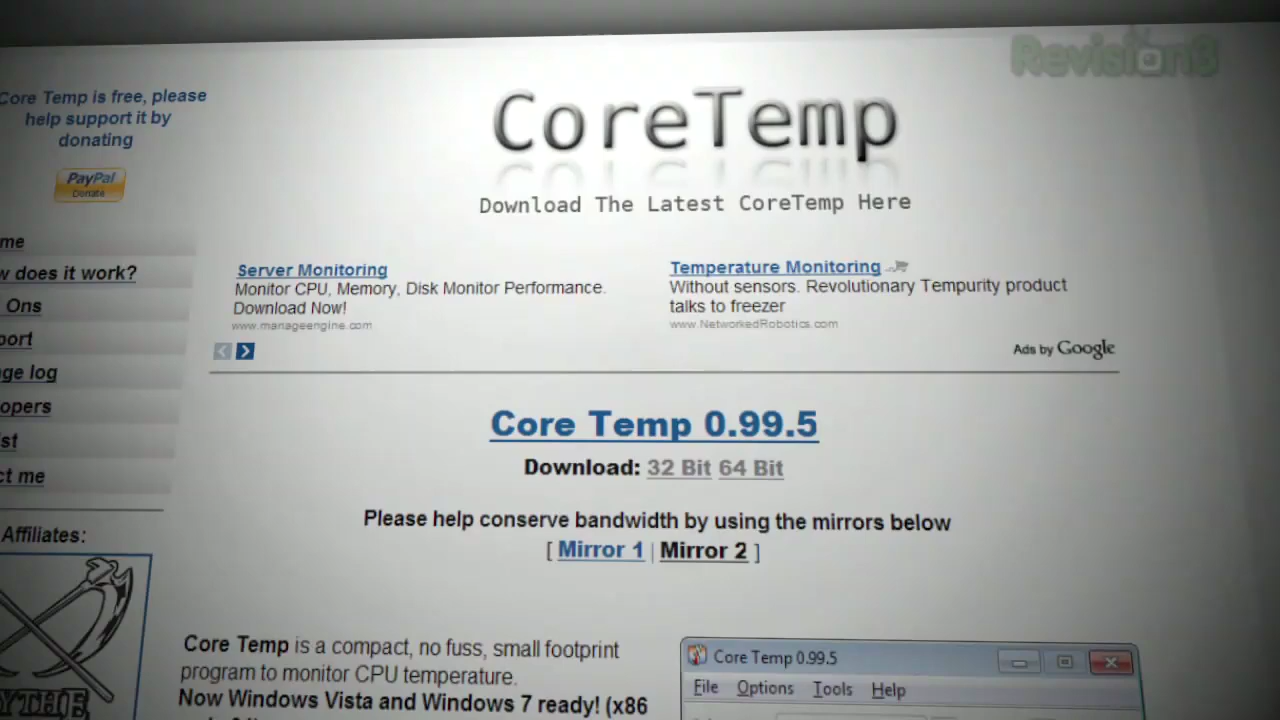 Revision3
Core Temp is free, please
help support it by
donating
PayPal
Donate
CoreTemp
Download The Latest CoreTemp Here
me
w does it work?
Ons
port
ge log
opers
st
ct me
Affiliates:
YTHE
Server Monitoring
Monitor CPU, Memory, Disk Monitor Performance.
Download Now!
www.manageengine.com
Temperature Monitoring
Without sensors. Revolutionary Tempurity product
talks to freezer
www.NetworkedRobotics.com
Ads by Google
Core Temp 0.99.5
Download: 32 Bit 64 Bit
Please help conserve bandwidth by using the mirrors below
[ Mirror 1 | Mirror 2 ]
Core Temp is a compact, no fuss, small footprint
program to monitor CPU temperature.
Now Windows Vista and Windows 7 ready! (x86
Core Temp 0.99.5
File Options Tools Help